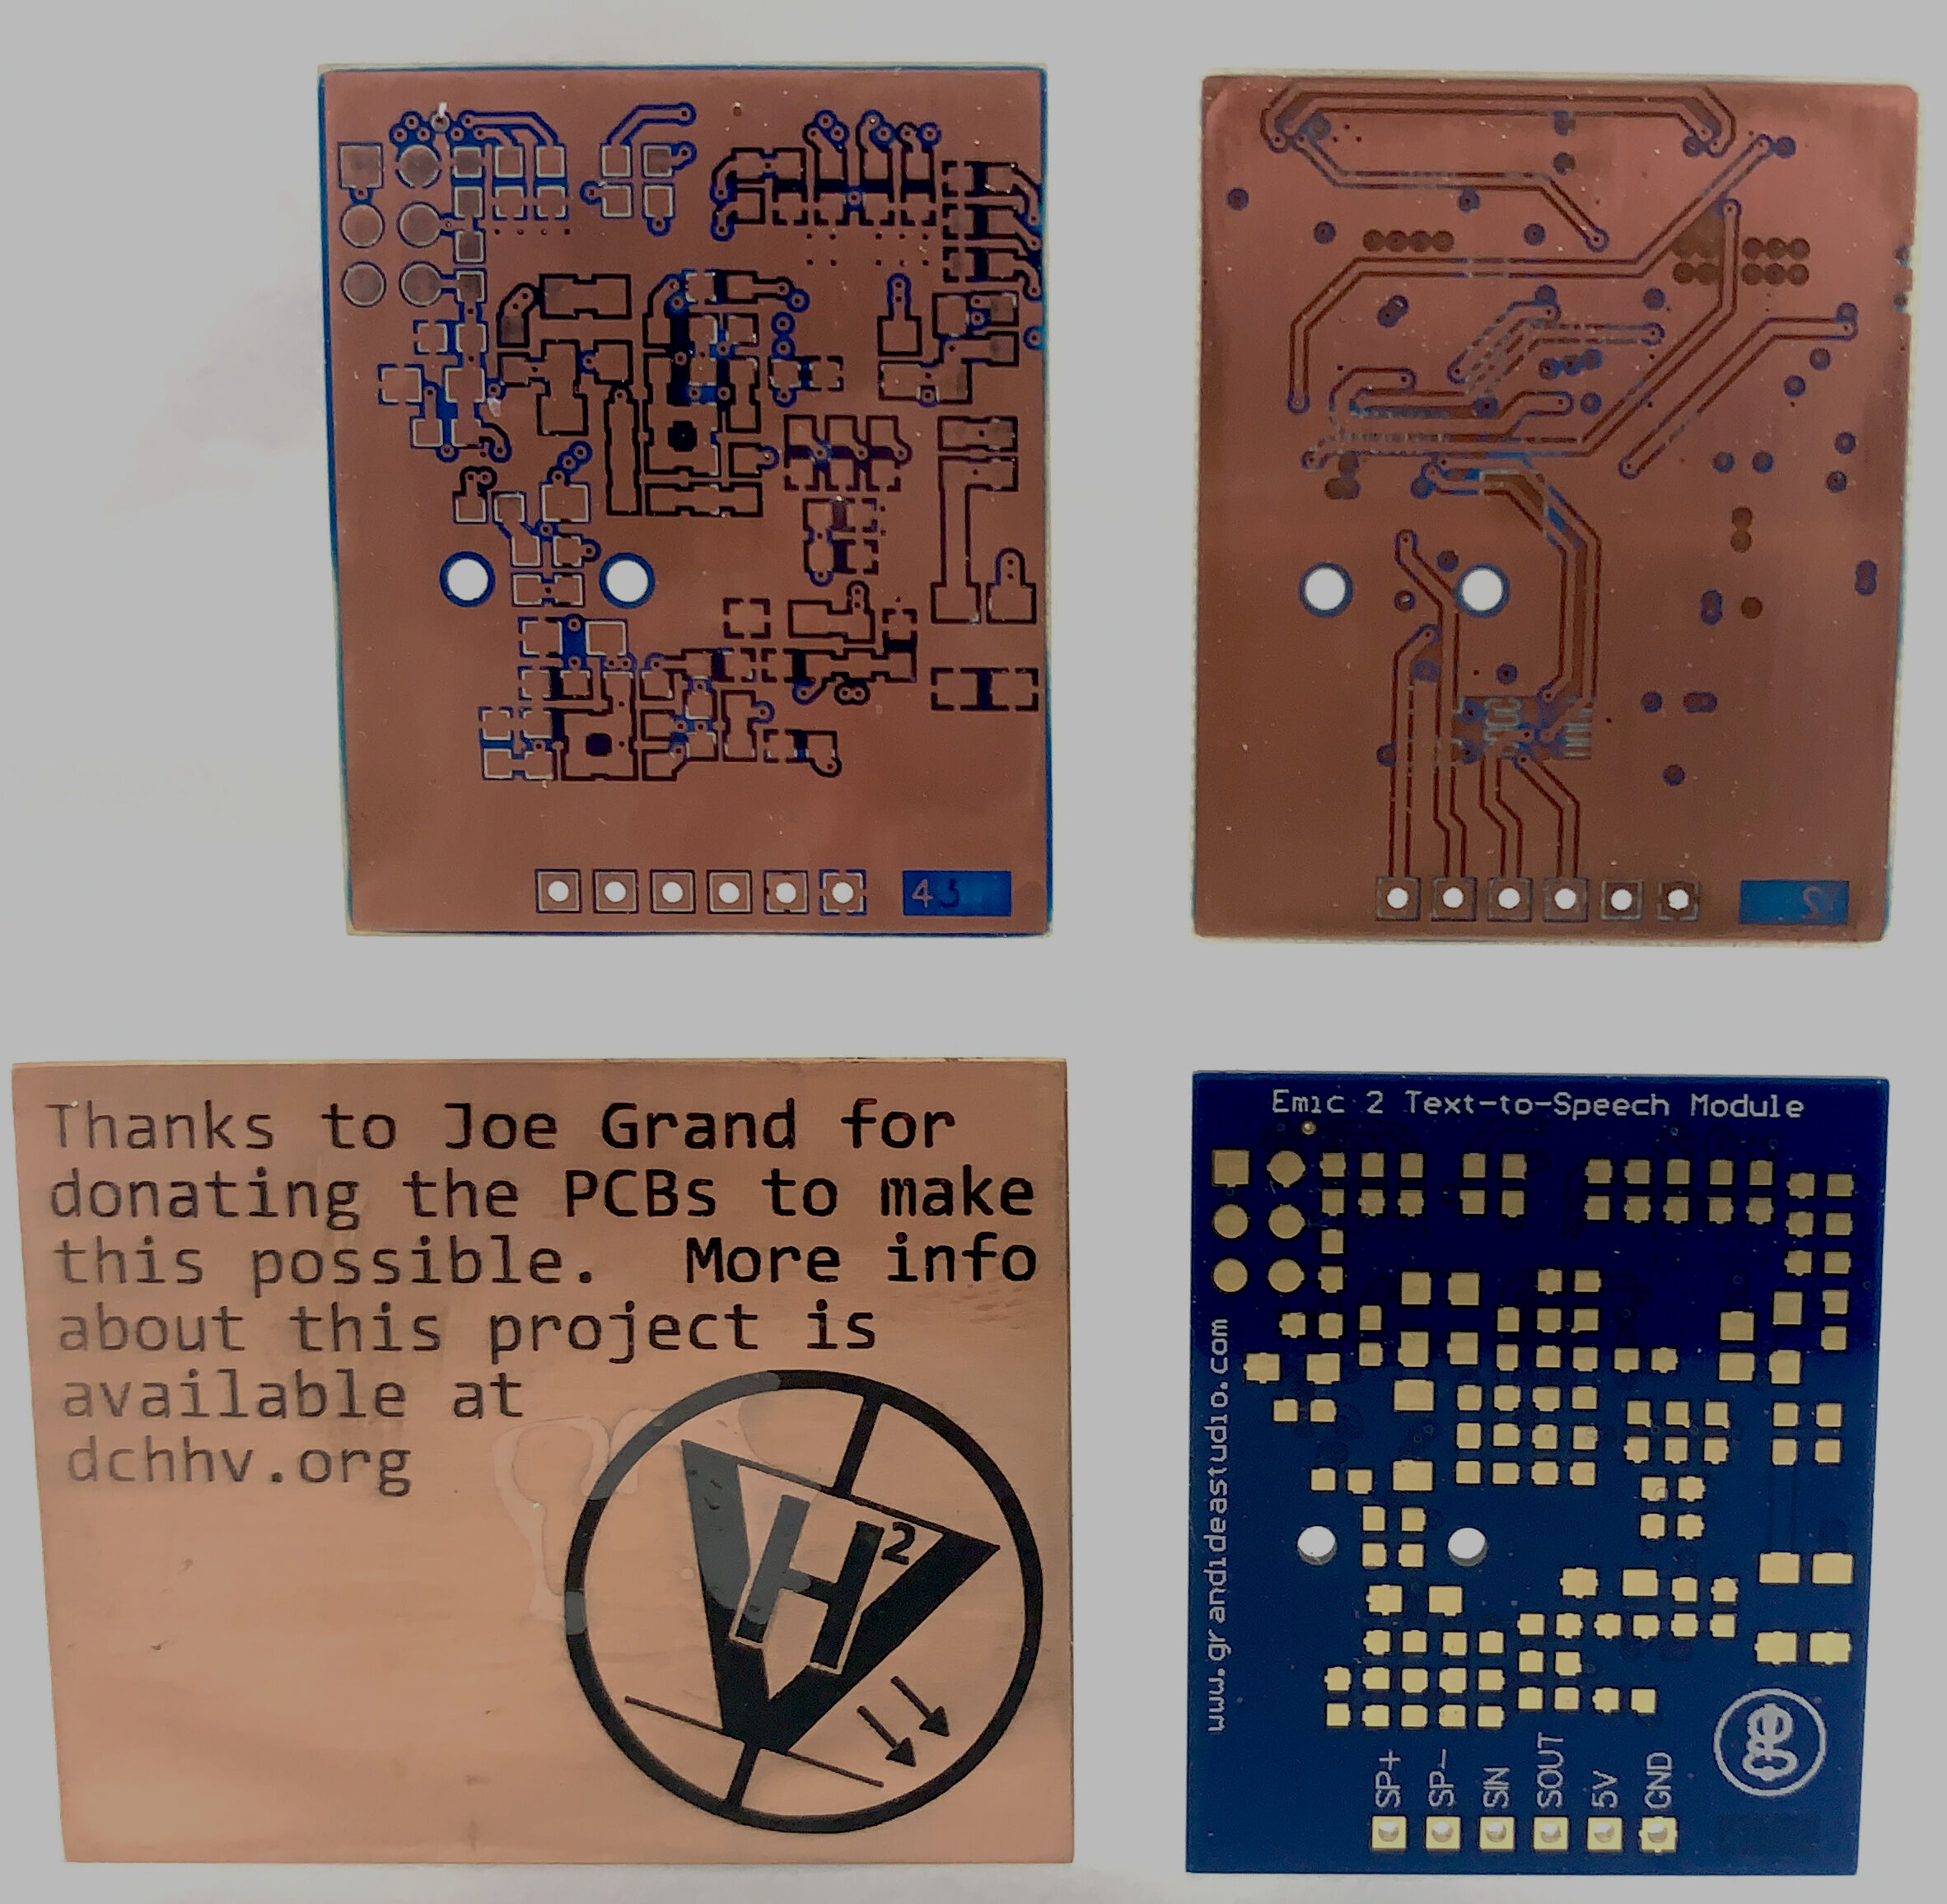 43
Thanks to Joe Grand for
donating the PCBs to make
this possible.  More info
about this project is
available at
dchhv.org
VH²
Emic 2 Text-to-Speech Module
www.grandideastudio.com
SP+
SP-
SIN
SOUT
5V
GND